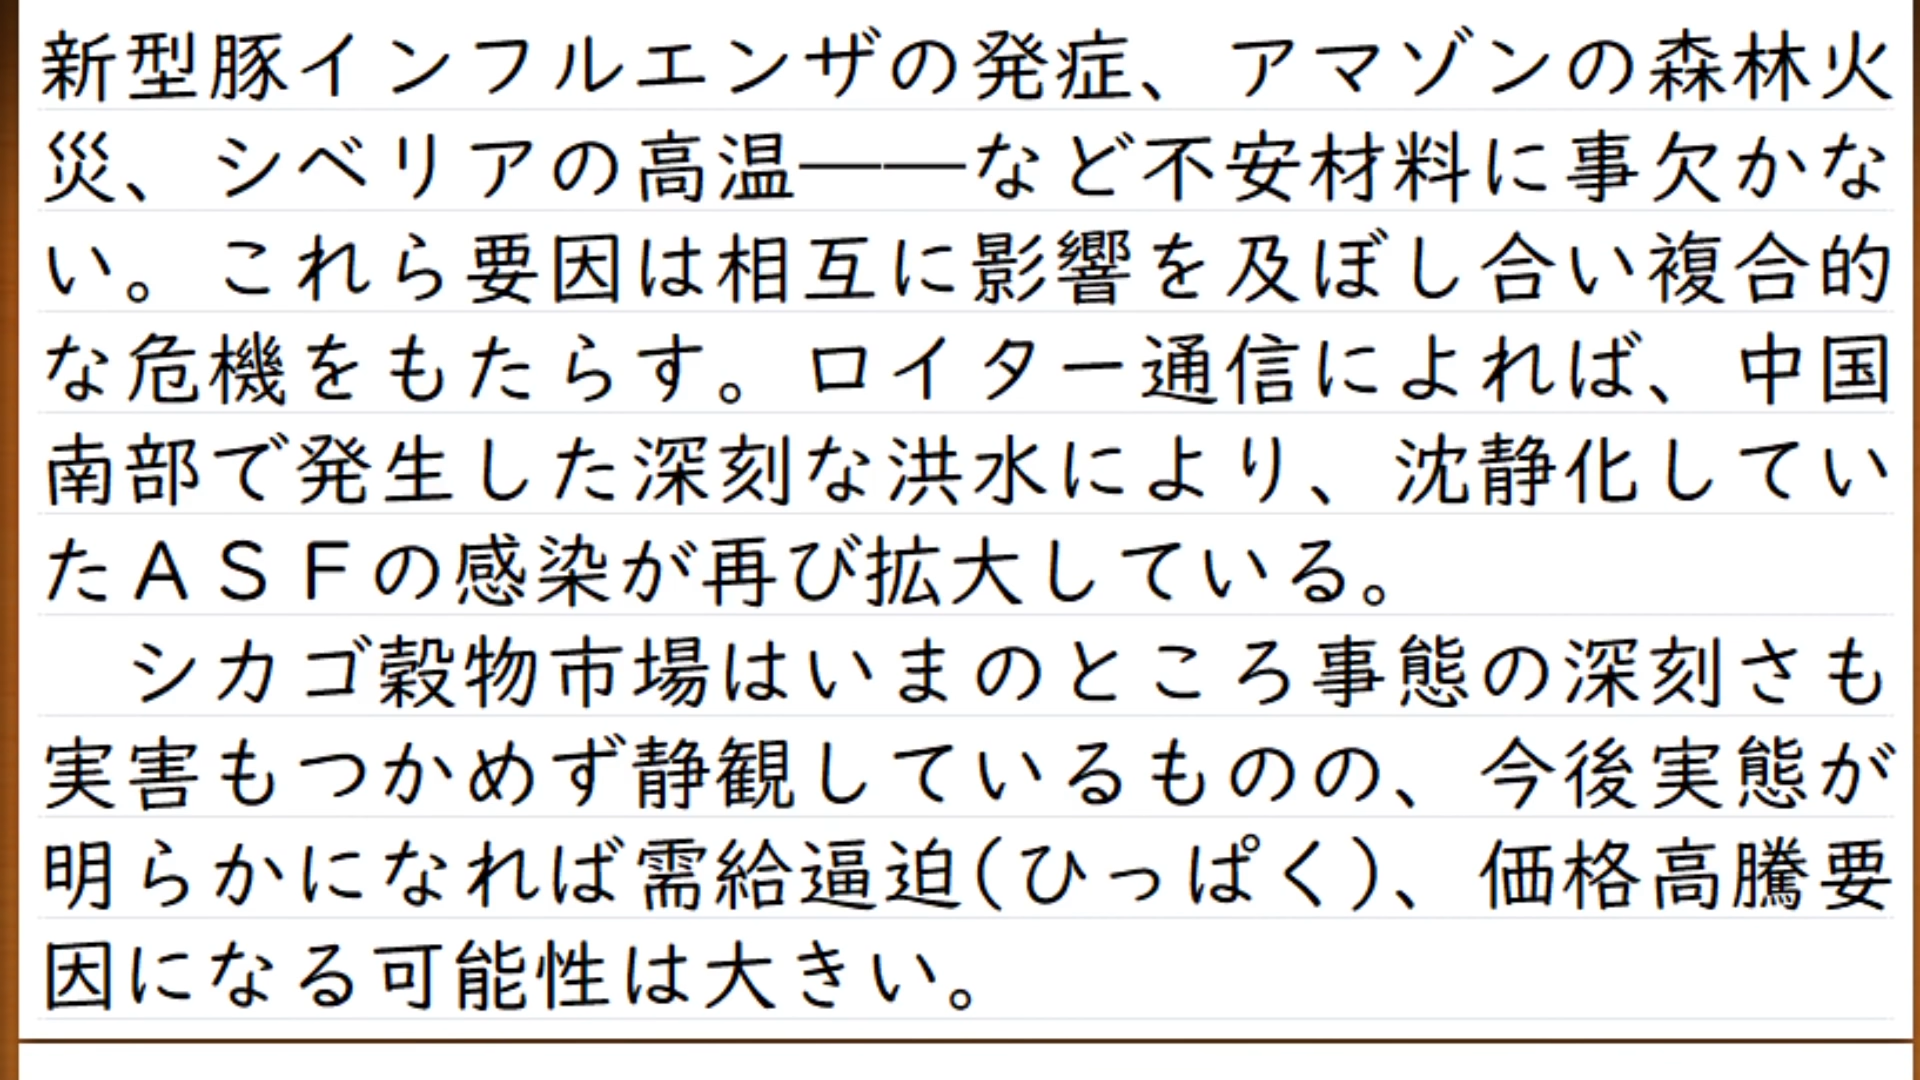 新型豚インフルエンザの発症、アマゾンの森林火
災、シベリアの高温――など不安材料に事欠かな
い。これら要因は相互に影響を及ぼし合い複合的
な危機をもたらす。ロイター通信によれば、中国
南部で発生した深刻な洪水により、沈静化してい
たＡＳＦの感染が再び拡大している。
　シカゴ穀物市場はいまのところ事態の深刻さも
実害もつかめず静観しているものの、今後実態が
明らかになれば需給逼迫(ひっぱく)、価格高騰要
因になる可能性は大きい。